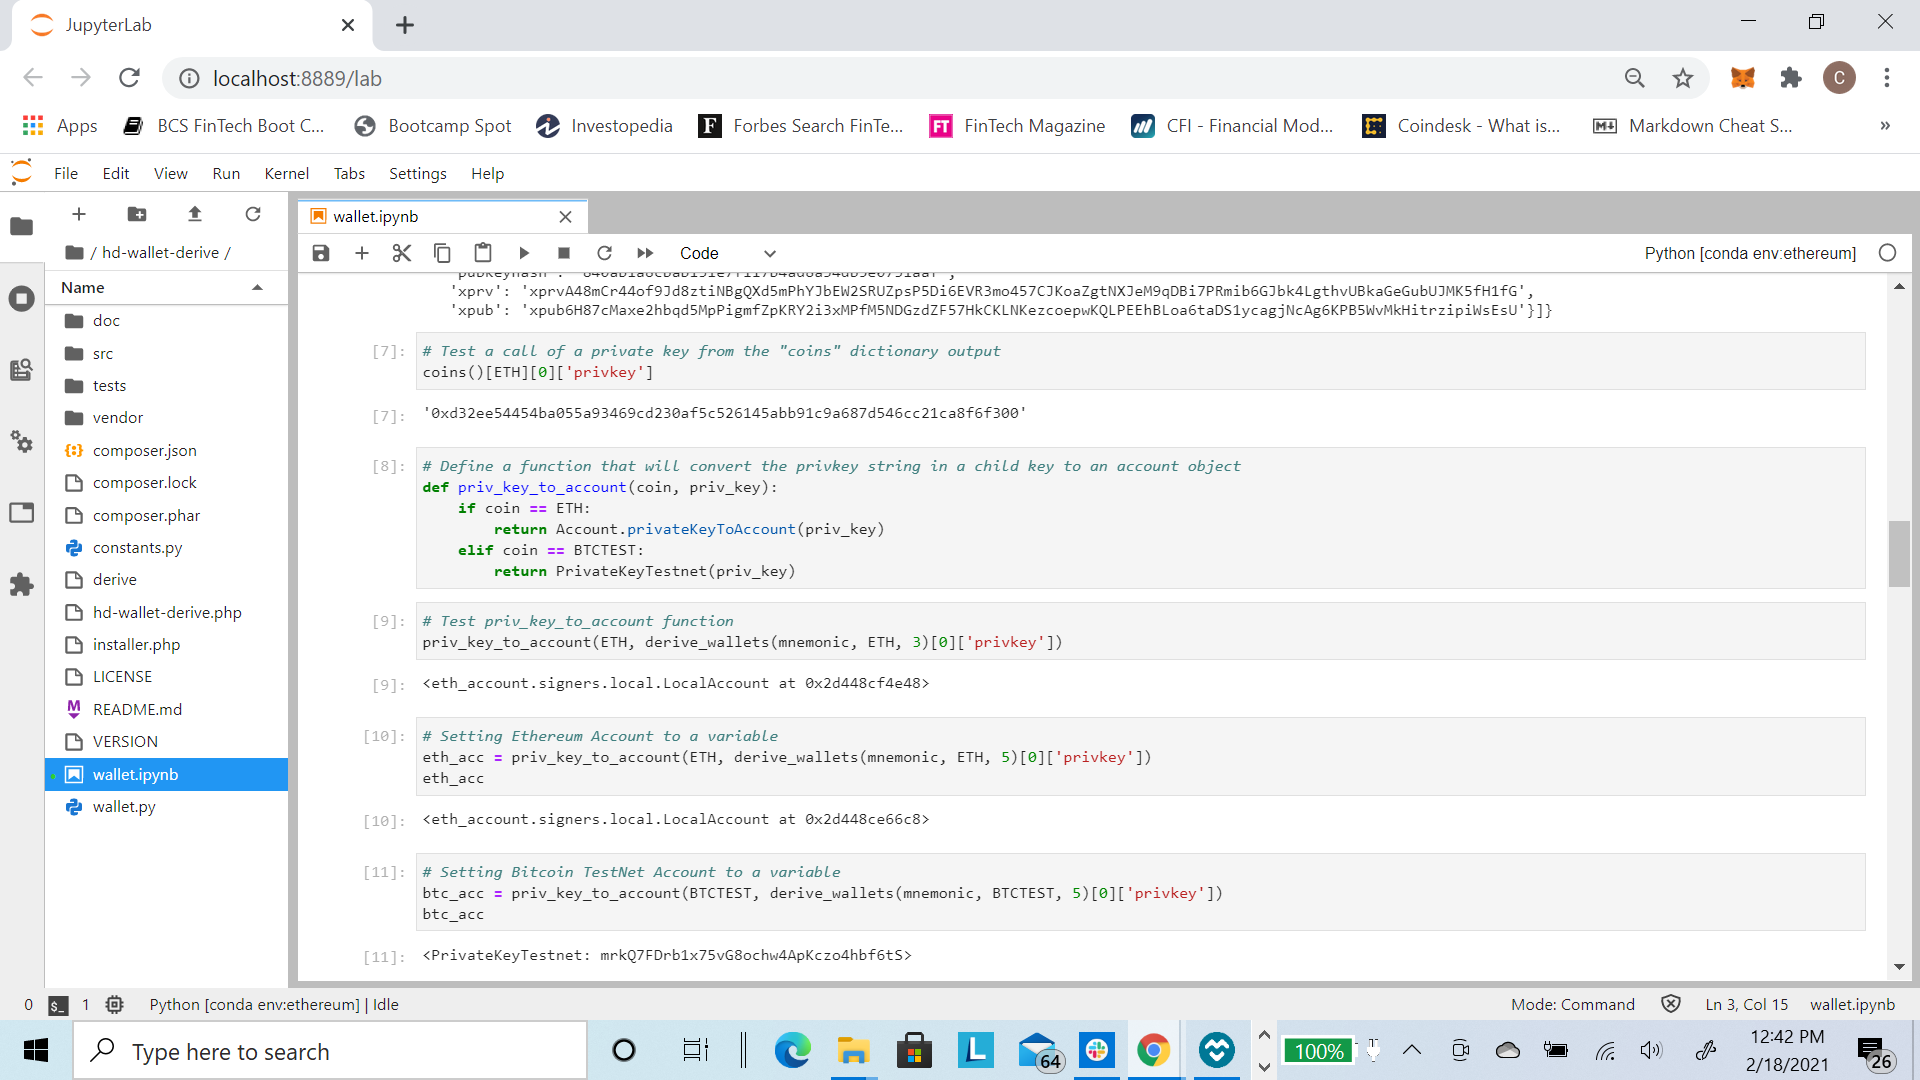 JupyterLab
localhost:8889/lab
C
Apps
BCS FinTech Boot C...
Bootcamp Spot
Investopedia
F
Forbes Search FinTe...
FT
FinTech Magazine
CFI - Financial Mod...
Coindesk - What is...
Markdown Cheat S...
»
File Edit View Run Kernel Tabs Settings Help
wallet.ipynb
/ hd-wallet-derive /
Code
Python [conda env:ethereum]
Name
doc
src
tests
vendor
composer.json
composer.lock
composer.phar
constants.py
derive
hd-wallet-derive.php
installer.php
LICENSE
README.md
VERSION
wallet.ipynb
wallet.py
'xprv': 'xprvA48mCr44of9Jd8ztiNBgQXd5mPhYJbEW2SRUZpsP5Di6EVR3mo457CJKoaZgtNXJeM9qDBi7PRmib6GJbk4LgthvUBkaGeGubUJMK5fH1fG',
'xpub': 'xpub6H87cMaxe2hbqd5MpPigmfZpKRY2i3xMPfM5NDGzdZF57HkCKLNKezcoepwKQLPEEhBLoa6taDS1ycagjNcAg6KPB5WvMkHitrzipiWsEsU'}]}
[7]: # Test a call of a private key from the "coins" dictionary output
coins()[ETH][0]['privkey']
[7]: '0xd32ee54454ba055a93469cd230af5c526145abb91c9a687d546cc21ca8f6f300'
[8]: # Define a function that will convert the privkey string in a child key to an account object
def priv_key_to_account(coin, priv_key):
if coin == ETH:
return Account.privateKeyToAccount(priv_key)
elif coin == BTCTEST:
return PrivateKeyTestnet(priv_key)
[9]: # Test priv_key_to_account function
priv_key_to_account(ETH, derive_wallets(mnemonic, ETH, 3)[0]['privkey'])
[9]: <eth_account.signers.local.LocalAccount at 0x2d448cf4e48>
[10]: # Setting Ethereum Account to a variable
eth_acc = priv_key_to_account(ETH, derive_wallets(mnemonic, ETH, 5)[0]['privkey'])
eth_acc
[10]: <eth_account.signers.local.LocalAccount at 0x2d448ce66c8>
[11]: # Setting Bitcoin TestNet Account to a variable
btc_acc = priv_key_to_account(BTCTEST, derive_wallets(mnemonic, BTCTEST, 5)[0]['privkey'])
btc_acc
[11]: <PrivateKeyTestnet: mrkQ7FDrb1x75vG8ochw4ApKczo4hbf6tS>
0 $_ 1 Python [conda env:ethereum] | Idle
Mode: Command Ln 3, Col 15 wallet.ipynb
Type here to search
L
64
100%
12:42 PM
2/18/2021
26